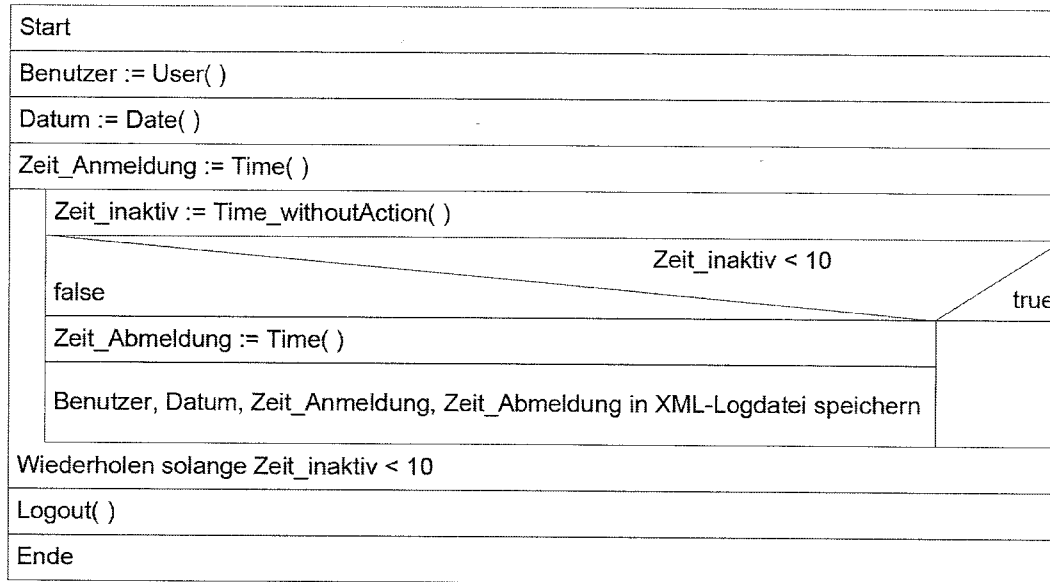 Start
Benutzer := User( )
Datum := Date( )
Zeit_Anmeldung := Time( )
Zeit_inaktiv := Time_withoutAction( )
Zeit_inaktiv < 10
false
true
Zeit_Abmeldung := Time( )
Benutzer, Datum, Zeit_Anmeldung, Zeit_Abmeldung in XML-Logdatei speichern
Wiederholen solange Zeit_inaktiv < 10
Logout( )
Ende